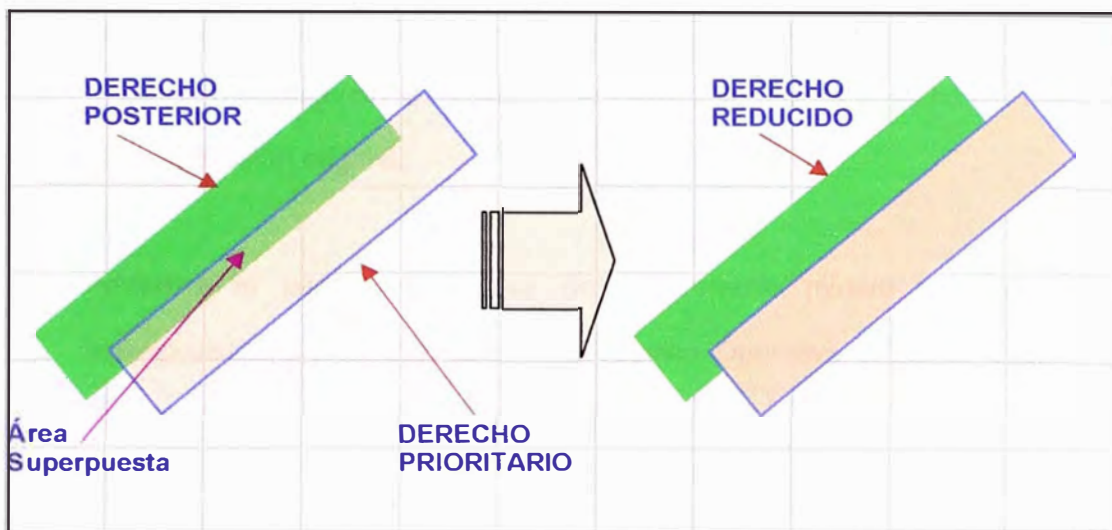 DERECHO
POSTERIOR
Área
Superpuesta
DERECHO
PRIORITARIO
DERECHO
REDUCIDO